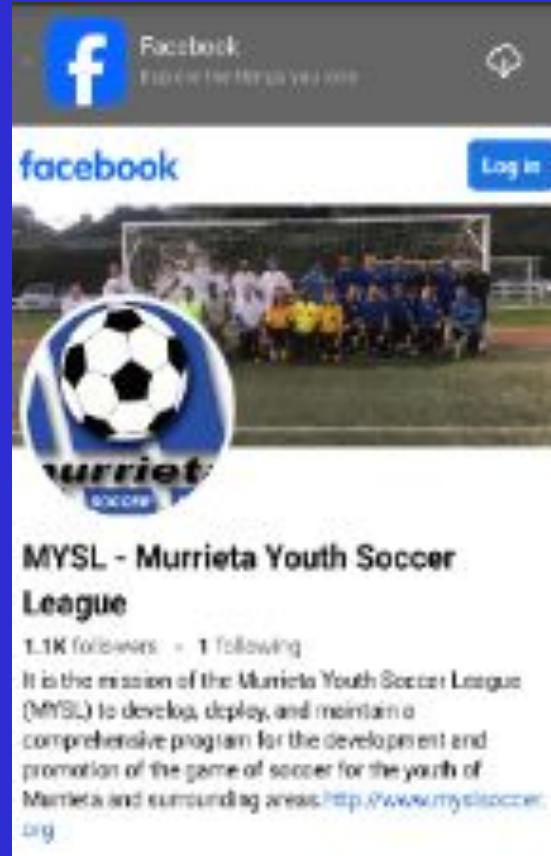 Facebook
facebook
Log in
murrieta
SOCCER
MYSL - Murrieta Youth Soccer
League
1.1K followers • 1 following
It is the mission of the Murrieta Youth Soccer League
(MYSL) to develop, deploy, and maintain a
comprehensive program for the development and
promotion of the game of soccer for the youth of
Murrieta and surrounding areas.http://www.myslsoccer.
org